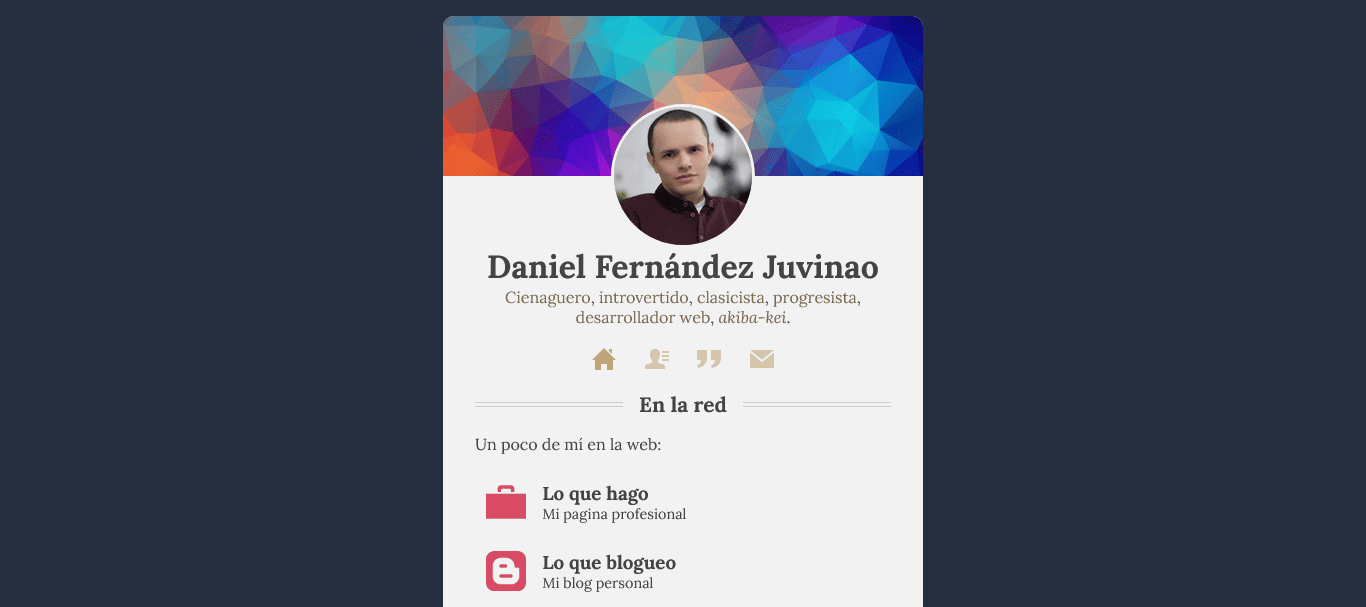 Daniel Fernández Juvinao
Cienaguero, introvertido, clasicista, progresista,
desarrollador web, akiba-kei.
En la red
Un poco de mí en la web:
Lo que hago
Mi pagina profesional
Lo que blogueo
Mi blog personal